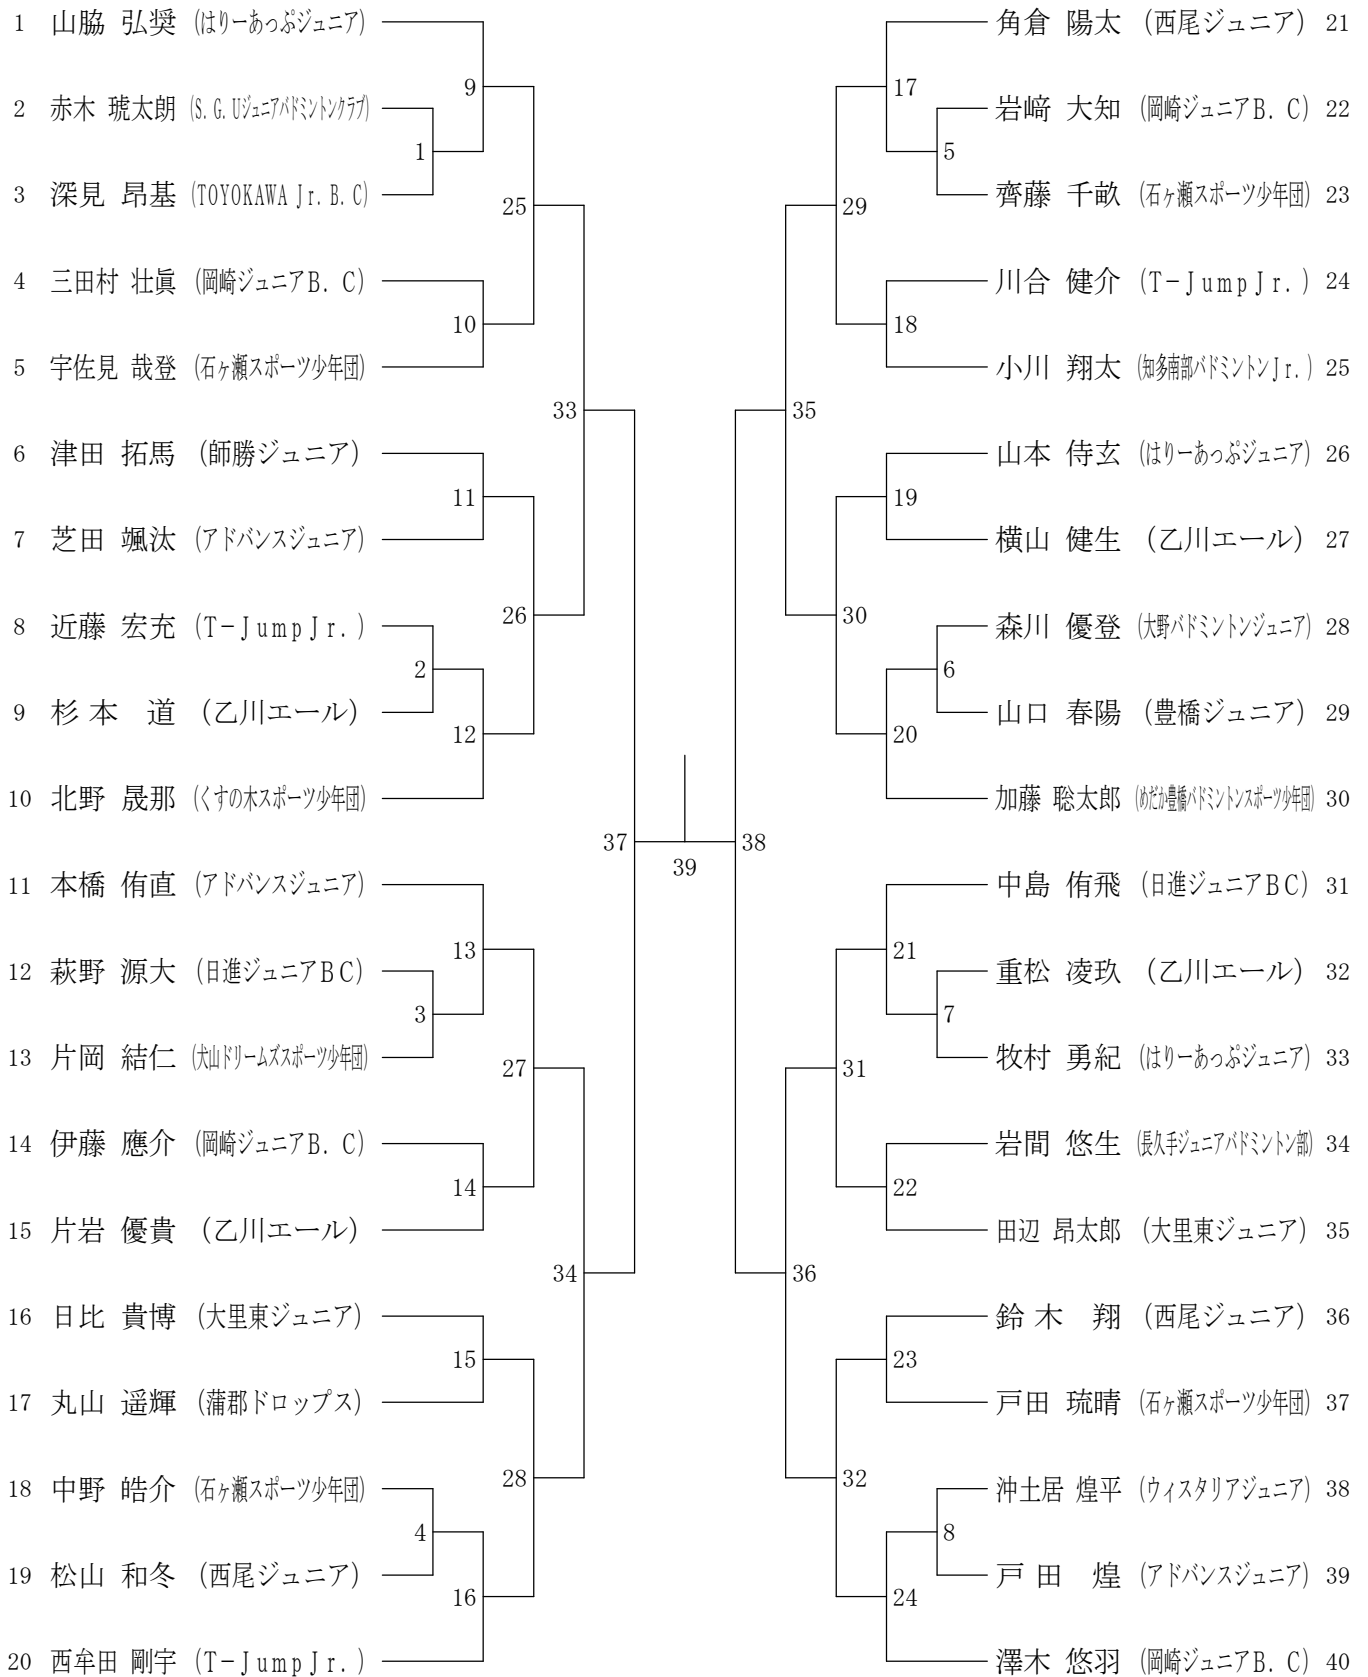 1 山脇 弘奨 (はりーあっぷジュニア)
2 赤木 琥太朗 (S.G.Uジュニアバドミントンクラブ)
3 深見 昂基 (TOYOKAWA Jr.B.C)
4 三田村 壮眞 (岡崎ジュニアB.C)
5 宇佐見 哉登 (石ヶ瀬スポーツ少年団)
6 津田 拓馬 (師勝ジュニア)
7 芝田 颯汰 (アドバンスジュニア)
8 近藤 宏充 (T-JumpJr.)
9 杉本 道 (乙川エール)
10 北野 晟那 (くすの木スポーツ少年団)
11 本橋 侑直 (アドバンスジュニア)
12 萩野 源大 (日進ジュニアBC)
13 片岡 結仁 (犬山ドリームズスポーツ少年団)
14 伊藤 應介 (岡崎ジュニアB.C)
15 片岩 優貴 (乙川エール)
16 日比 貴博 (大里東ジュニア)
17 丸山 遥輝 (蒲郡ドロップス)
18 中野 皓介 (石ヶ瀬スポーツ少年団)
19 松山 和冬 (西尾ジュニア)
20 西牟田 剛宇 (T-JumpJr.)
1
2
3
4
9
10
11
12
13
14
15
16
25
26
27
28
33
34
37
39
38
35
36
29
30
31
32
17
18
19
20
21
22
23
24
5
6
7
8
角倉 陽太 (西尾ジュニア) 21
岩﨑 大知 (岡崎ジュニアB.C) 22
齊藤 千畝 (石ヶ瀬スポーツ少年団) 23
川合 健介 (T-JumpJr.) 24
小川 翔太 (知多南部バドミントンJr.) 25
山本 侍玄 (はりーあっぷジュニア) 26
横山 健生 (乙川エール) 27
森川 優登 (大野バドミントンジュニア) 28
山口 春陽 (豊橋ジュニア) 29
加藤 聡太郎 (めだか豊橋バドミントンスポーツ少年団) 30
中島 侑飛 (日進ジュニアBC) 31
重松 凌玖 (乙川エール) 32
牧村 勇紀 (はりーあっぷジュニア) 33
岩間 悠生 (長久手ジュニアバドミントン部) 34
田辺 昂太郎 (大里東ジュニア) 35
鈴木 翔 (西尾ジュニア) 36
戸田 琉晴 (石ヶ瀬スポーツ少年団) 37
沖土居 煌平 (ウィスタリアジュニア) 38
戸田 煌 (アドバンスジュニア) 39
澤木 悠羽 (岡崎ジュニアB.C) 40